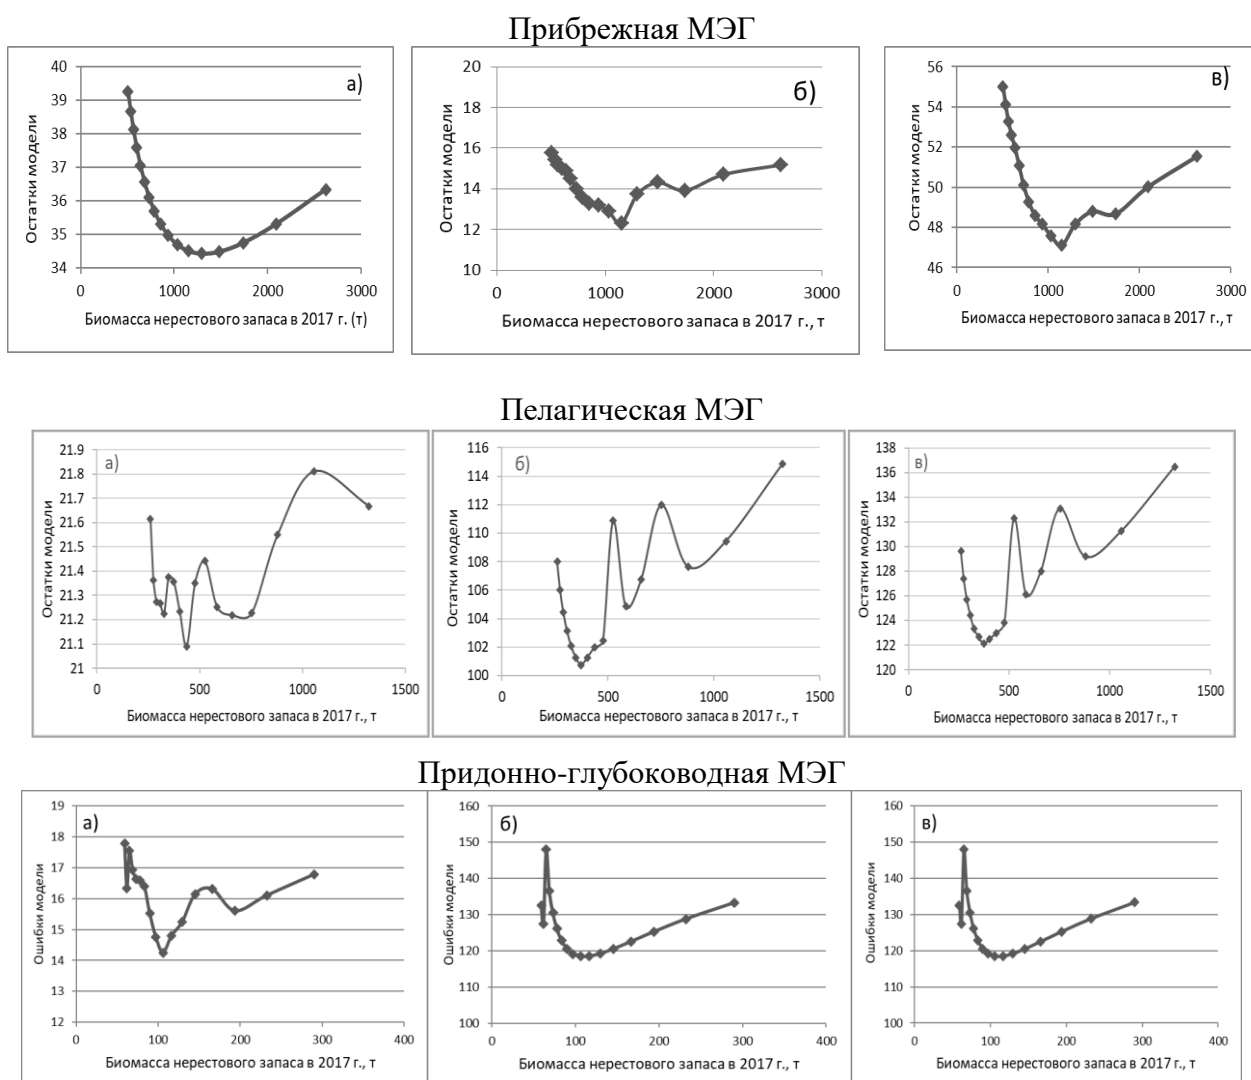 Прибрежная МЭГ
а)
40
39
38
37
36
35
34
0 1000 2000 3000
Остатки модели
Биомасса нерестового запаса в 2017 г. (т)
б)
20
18
16
14
12
10
0 1000 2000 3000
Остатки модели
Биомасса нерестового запаса в 2017 г., т
в)
56
54
52
50
48
46
0 1000 2000 3000
Остатки модели
Биомасса нерестового запаса в 2017 г., т
Пелагическая МЭГ
а)
21.9
21.8
21.7
21.6
21.5
21.4
21.3
21.2
21.1
21
0 500 1000 1500
Остатки модели
Биомасса нерестового запаса в 2017 г., т
б)
116
114
112
110
108
106
104
102
100
0 500 1000 1500
Остатки модели
Биомасса нерестового запаса в 2017 г., т
в)
138
136
134
132
130
128
126
124
122
120
0 500 1000 1500
Остатки модели
Биомасса нерестового запаса в 2017 г., т
Придонно-глубоководная МЭГ
а)
19
18
17
16
15
14
13
12
0 100 200 300 400
Ошибки модели
Биомасса нерестового запаса в 2017 г., т
б)
160
150
140
130
120
110
100
0 100 200 300 400
Ошибки модели
Биомасса нерестового запаса в 2017 г., т
в)
160
150
140
130
120
110
100
0 100 200 300 400
Ошибки модели
Биомасса нерестового запаса в 2017 г., т